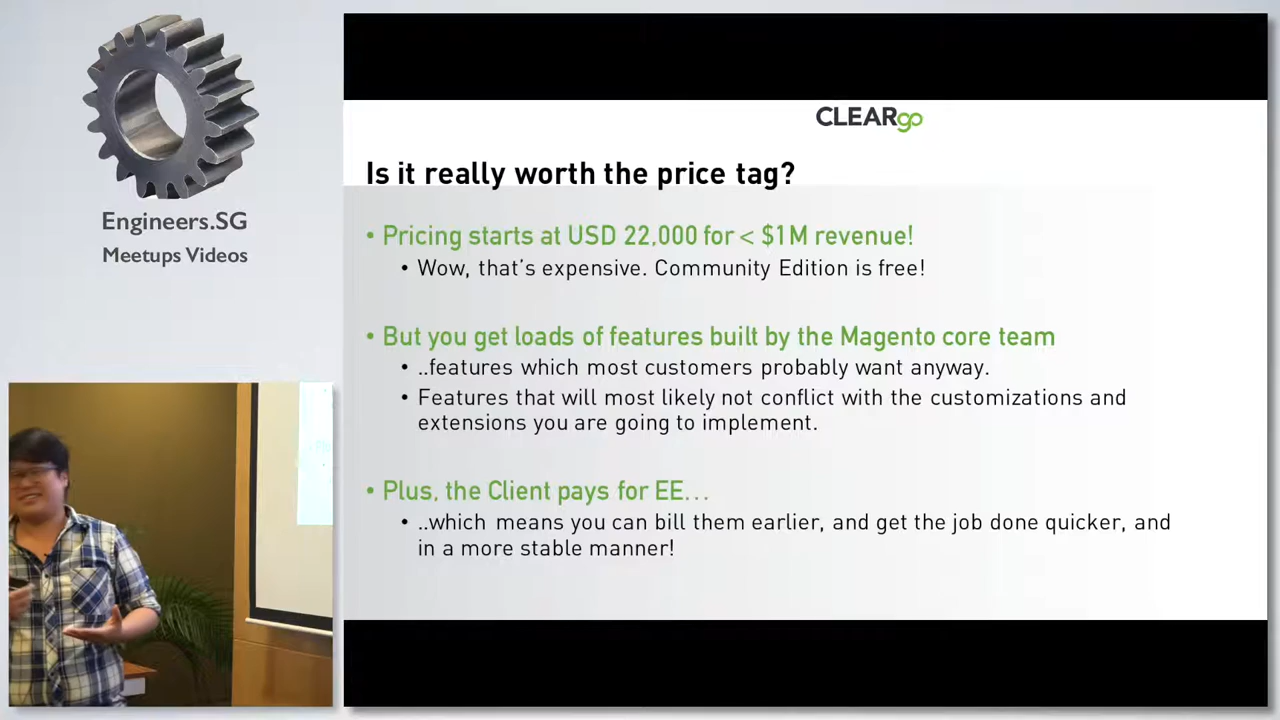 Engineers.SG
Meetups Videos
CLEARgo
Is it really worth the price tag?
• Pricing starts at USD 22,000 for < $1M revenue!
• Wow, that's expensive. Community Edition is free!
• But you get loads of features built by the Magento core team
• ..features which most customers probably want anyway.
• Features that will most likely not conflict with the customizations and
extensions you are going to implement.
• Plus, the Client pays for EE...
• ..which means you can bill them earlier, and get the job done quicker, and
in a more stable manner!